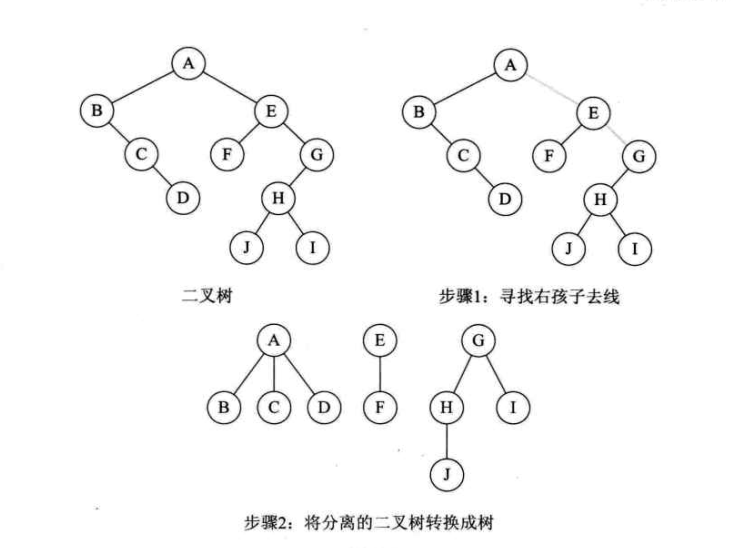 A A
B E B E
C F G C F G
D H D H
J I J I
二叉树 步骤1：寻找右孩子去线
A E G
B C D F H I
J
步骤2：将分离的二叉树转换成树